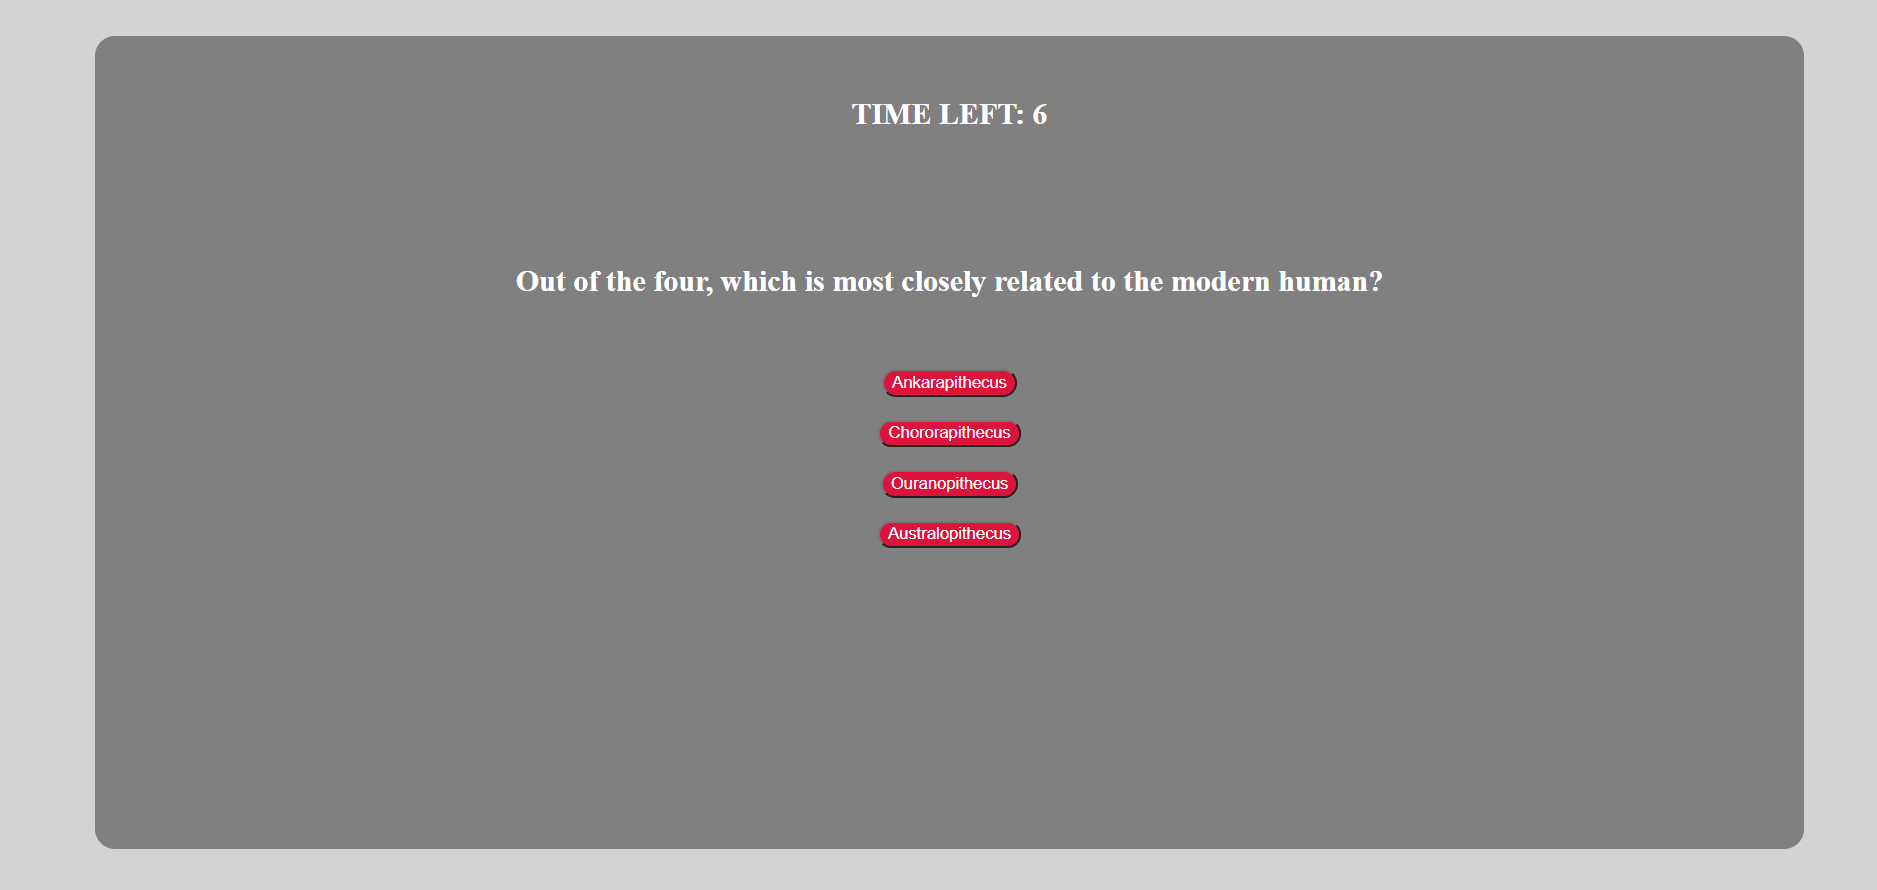 TIME LEFT: 6
Out of the four, which is most closely related to the modern human?
Ankarapithecus
Chororapithecus
Ouranopithecus
Australopithecus